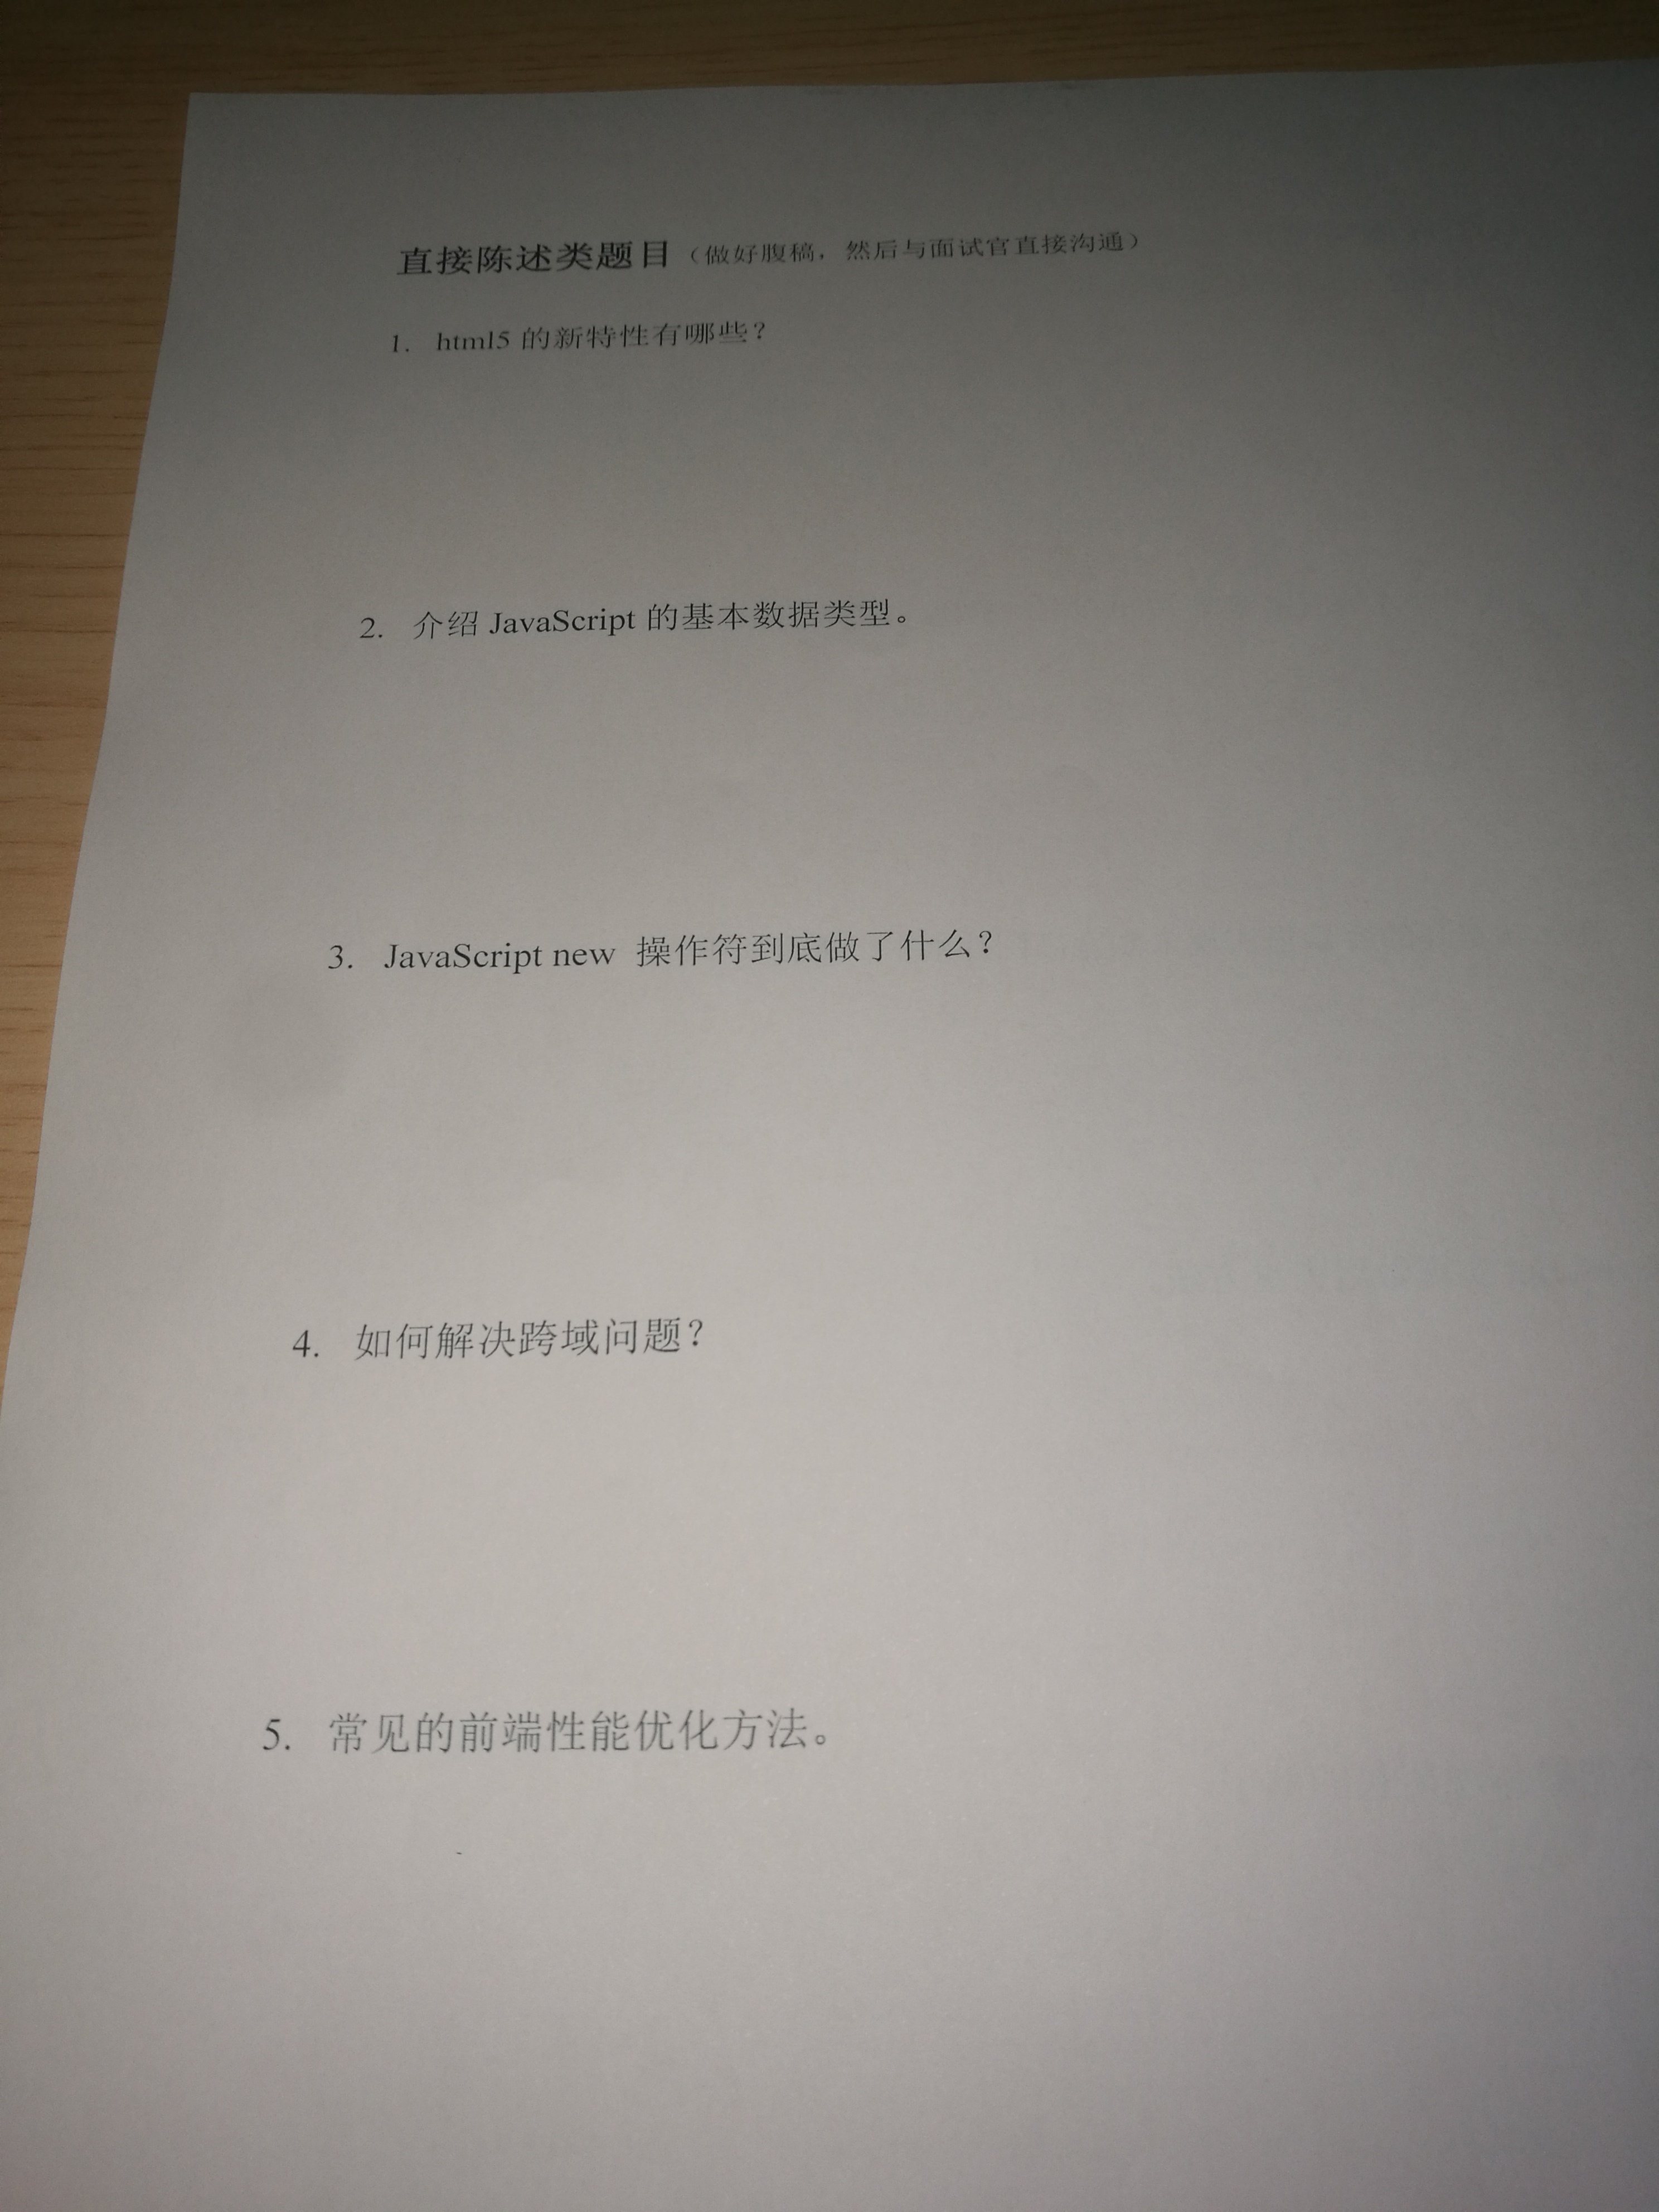 直接陈述类题目（做好腹稿，然后与面试官直接沟通）
1. html5 的新特性有哪些？
2. 介绍 JavaScript 的基本数据类型。
3. JavaScript new 操作符到底做了什么？
4. 如何解决跨域问题？
5. 常见的前端性能优化方法。